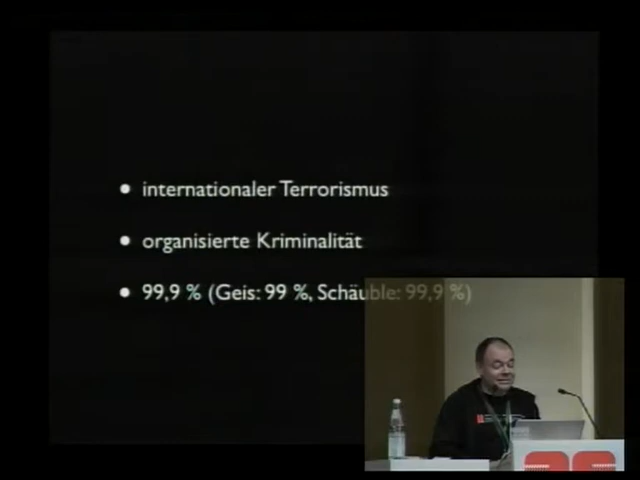 internationaler Terrorismus
organisierte Kriminalität
99,9 % (Geis: 99 %, Schäuble: 99,9 %)